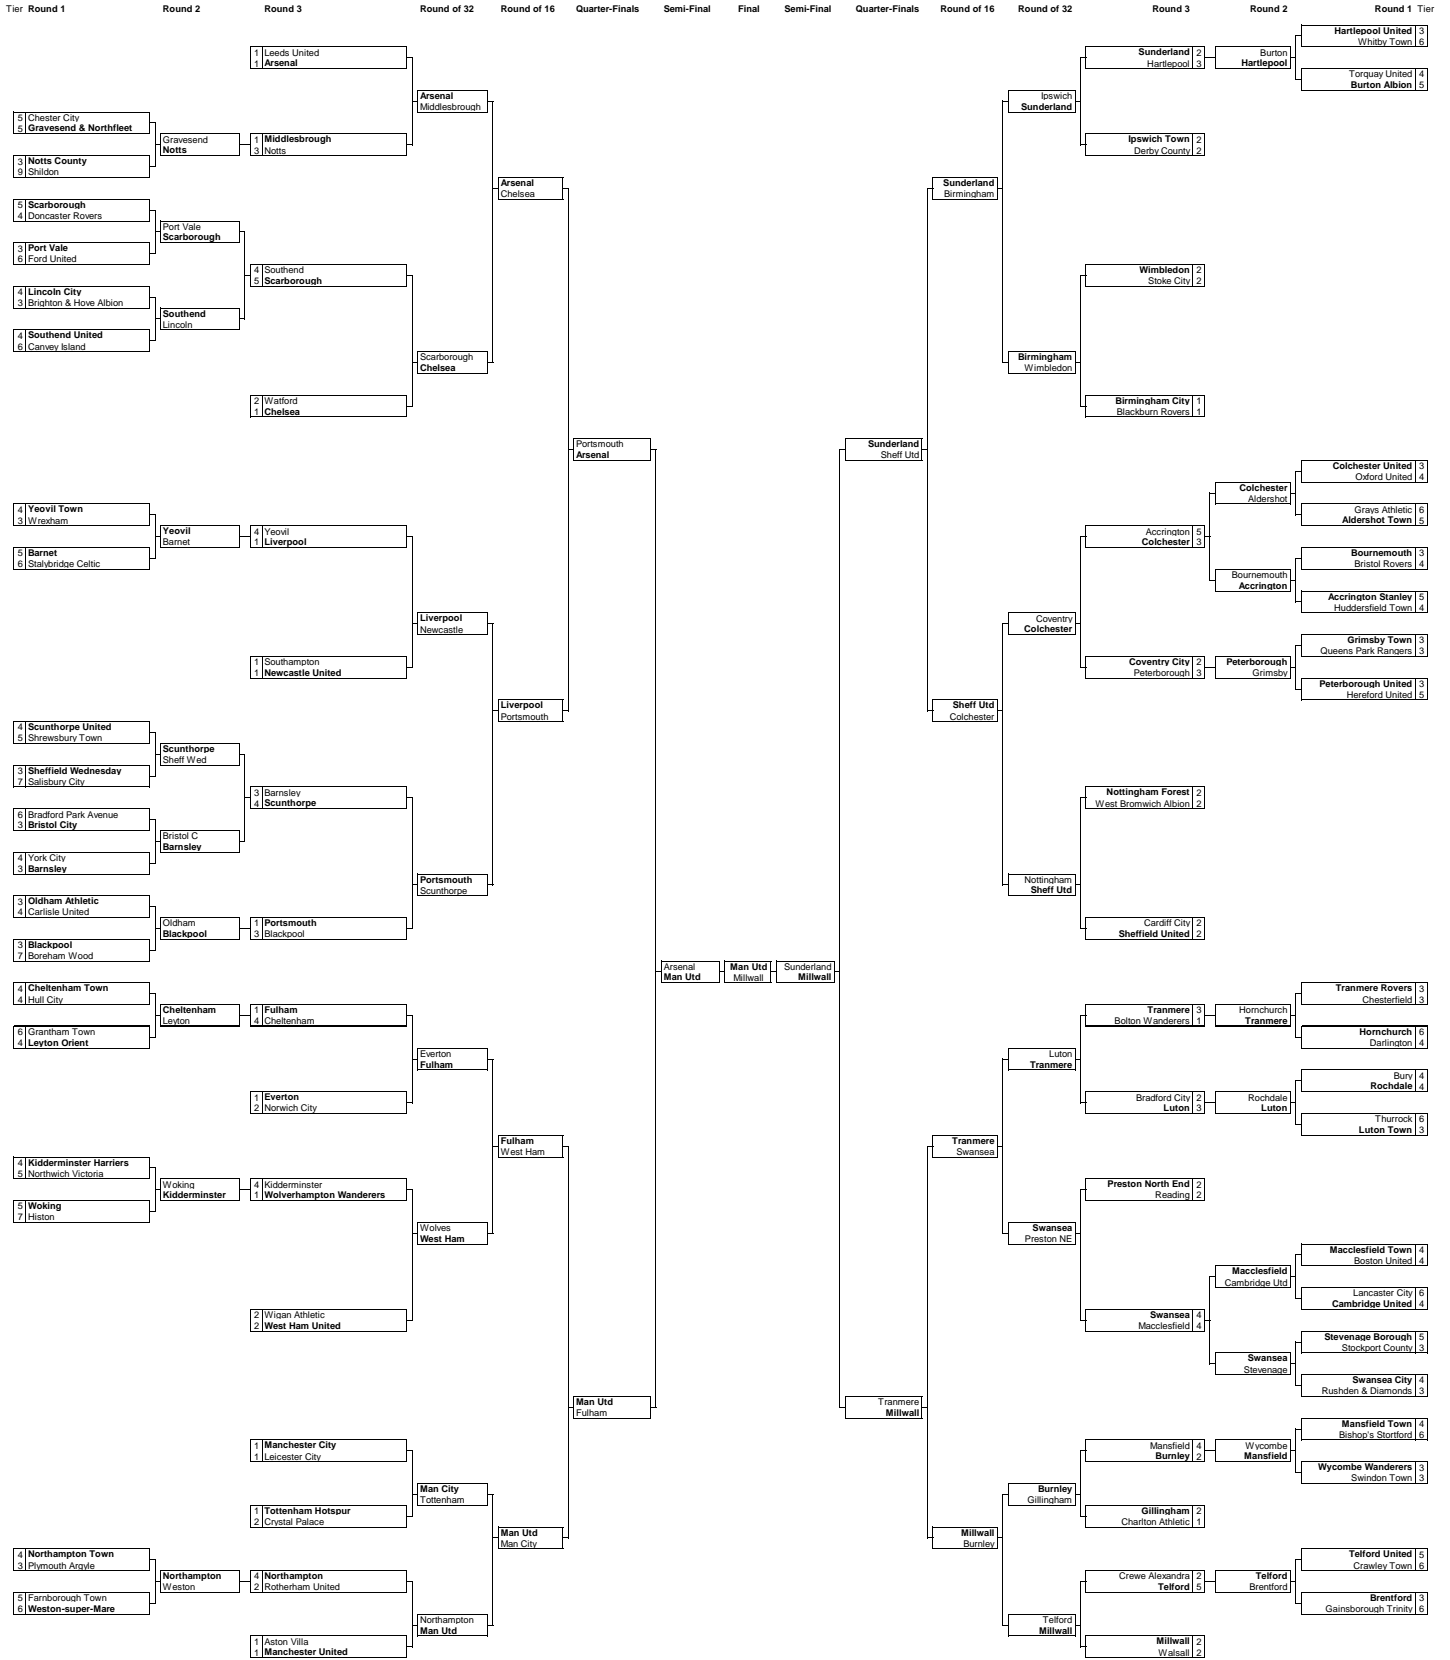 Tier Round 1 Round 2 Round 3 Round of 32 Round of 16 Quarter-Finals Semi-Final Final Semi-Final Quarter-Finals Round of 16 Round of 32 Round 3 Round 2 Round 1 Tier
1 Leeds United
1 Arsenal
5 Chester City
5 Gravesend & Northfleet
3 Notts County
9 Shildon
Gravesend
Notts
1 Middlesbrough
3 Notts
Arsenal
Middlesbrough
5 Scarborough
4 Doncaster Rovers
3 Port Vale
6 Ford United
Port Vale
Scarborough
4 Lincoln City
3 Brighton & Hove Albion
4 Southend United
6 Canvey Island
Southend
Lincoln
4 Southend
5 Scarborough
2 Watford
1 Chelsea
Scarborough
Chelsea
Arsenal
Chelsea
4 Yeovil Town
3 Wrexham
5 Barnet
6 Stalybridge Celtic
Yeovil
Barnet
4 Yeovil
1 Liverpool
1 Southampton
1 Newcastle United
Liverpool
Newcastle
4 Scunthorpe United
5 Shrewsbury Town
3 Sheffield Wednesday
7 Salisbury City
Scunthorpe
Sheff Wed
6 Bradford Park Avenue
3 Bristol City
4 York City
3 Barnsley
Bristol C
Barnsley
3 Barnsley
4 Scunthorpe
3 Oldham Athletic
4 Carlisle United
3 Blackpool
7 Boreham Wood
Oldham
Blackpool
1 Portsmouth
3 Blackpool
Portsmouth
Scunthorpe
Liverpool
Portsmouth
Portsmouth
Arsenal
4 Cheltenham Town
4 Hull City
6 Grantham Town
4 Leyton Orient
Cheltenham
Leyton
1 Fulham
4 Cheltenham
1 Everton
2 Norwich City
Everton
Fulham
4 Kidderminster Harriers
5 Northwich Victoria
5 Woking
7 Histon
Woking
Kidderminster
4 Kidderminster
1 Wolverhampton Wanderers
2 Wigan Athletic
2 West Ham United
Wolves
West Ham
Fulham
West Ham
1 Manchester City
1 Leicester City
1 Tottenham Hotspur
2 Crystal Palace
Man City
Tottenham
4 Northampton Town
3 Plymouth Argyle
5 Farnborough Town
6 Weston-super-Mare
Northampton
Weston
4 Northampton
2 Rotherham United
1 Aston Villa
1 Manchester United
Northampton
Man Utd
Man Utd
Man City
Man Utd
Fulham
Arsenal
Man Utd
Man Utd
Millwall
Sunderland
Millwall
Sunderland
Sheff Utd
Tranmere
Millwall
Sunderland
Birmingham
Ipswich
Sunderland
Sunderland 2
Hartlepool 3
Burton
Hartlepool
Hartlepool United 3
Whitby Town 6
Torquay United 4
Burton Albion 5
Ipswich Town 2
Derby County 2
Birmingham
Wimbledon
Wimbledon 2
Stoke City 2
Birmingham City 1
Blackburn Rovers 1
Sheff Utd
Colchester
Coventry
Colchester
Accrington 5
Colchester 3
Colchester
Aldershot
Colchester United 3
Oxford United 4
Grays Athletic 6
Aldershot Town 5
Bournemouth
Accrington
Bournemouth 3
Bristol Rovers 4
Accrington Stanley 5
Huddersfield Town 4
Coventry City 2
Peterborough 3
Peterborough
Grimsby
Grimsby Town 3
Queens Park Rangers 3
Peterborough United 3
Hereford United 5
Nottingham
Sheff Utd
Nottingham Forest 2
West Bromwich Albion 2
Cardiff City 2
Sheffield United 2
Tranmere
Swansea
Luton
Tranmere
Tranmere 3
Bolton Wanderers 1
Hornchurch
Tranmere
Tranmere Rovers 3
Chesterfield 3
Hornchurch 6
Darlington 4
Bradford City 2
Luton 3
Rochdale
Luton
Bury 4
Rochdale 4
Thurrock 6
Luton Town 3
Swansea
Preston NE
Preston North End 2
Reading 2
Swansea 4
Macclesfield 4
Macclesfield
Cambridge Utd
Macclesfield Town 4
Boston United 4
Lancaster City 6
Cambridge United 4
Swansea
Stevenage
Stevenage Borough 5
Stockport County 3
Swansea City 4
Rushden & Diamonds 3
Millwall
Burnley
Burnley
Gillingham
Mansfield 4
Burnley 2
Wycombe
Mansfield
Mansfield Town 4
Bishop's Stortford 6
Wycombe Wanderers 3
Swindon Town 3
Gillingham 2
Charlton Athletic 1
Telford
Millwall
Crewe Alexandra 2
Telford 5
Telford
Brentford
Telford United 5
Crawley Town 6
Brentford 3
Gainsborough Trinity 6
Millwall 2
Walsall 2